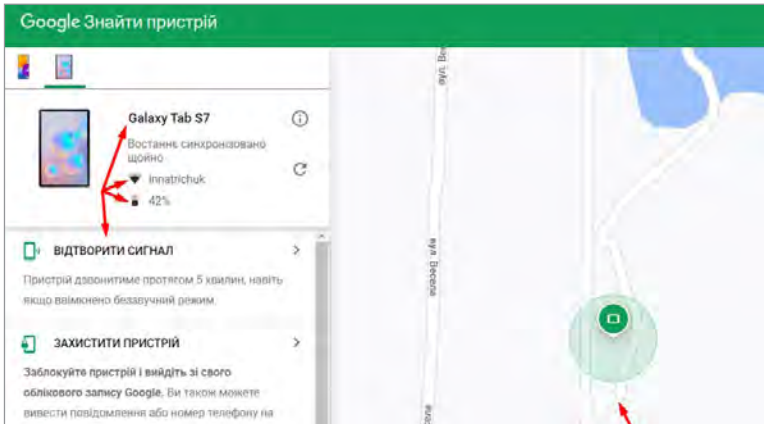 Google Знайти пристрій
Galaxy Tab S7
Востаннє синхронізовано
щойно
innatrichuk
42%
ВІДТВОРИТИ СИГНАЛ
Пристрій дзвонитиме протягом 5 хвилин, навіть
якщо ввімкнено беззвучний режим.
ЗАХИСТИТИ ПРИСТРІЙ
Заблокуйте пристрій і вийдіть зі свого
облікового запису Google. Ви також можете
вивести повідомлення або номер телефону на
вул. Ве
вул. Весела